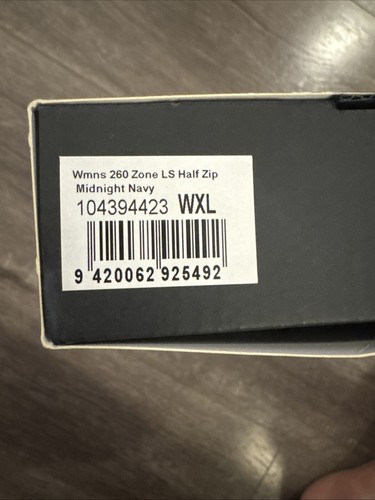 Wmns 260 Zone LS Half Zip
Midnight Navy
104394423 WXL
9 420062 925492